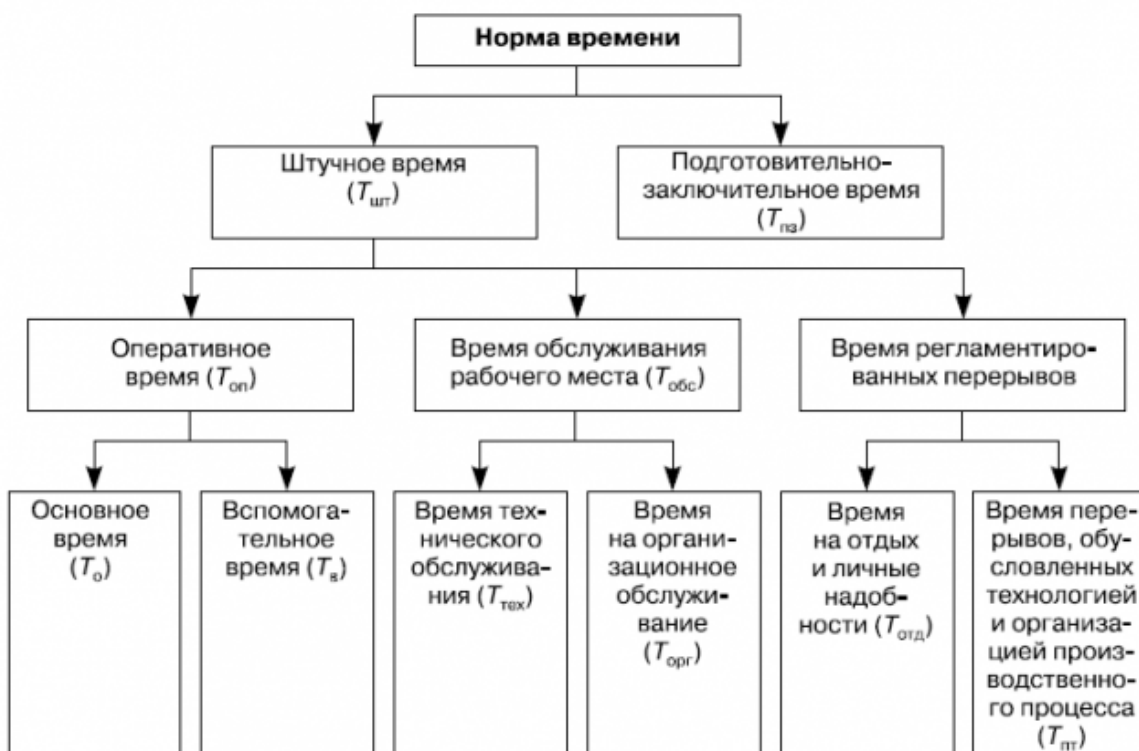 Норма времени
Штучное время
(Tшт)
Подготовительно-
заключительное время
(Tпз)
Оперативное
время (Tоп)
Время обслуживания
рабочего места (Tобс)
Время регламентиро-
ванных перерывов
Основное
время
(Tо)
Вспомога-
тельное
время (Tв)
Время тех-
нического
обслужива-
ния (Tтех)
Время
на органи-
зационное
обслужи-
вание
(Tорг)
Время
на отдых
и личные
надоб-
ности (Tотд)
Время пере-
рывов, обу-
словленных
технологией
и организа-
цией произ-
водственно-
го процесса
(Tпт)